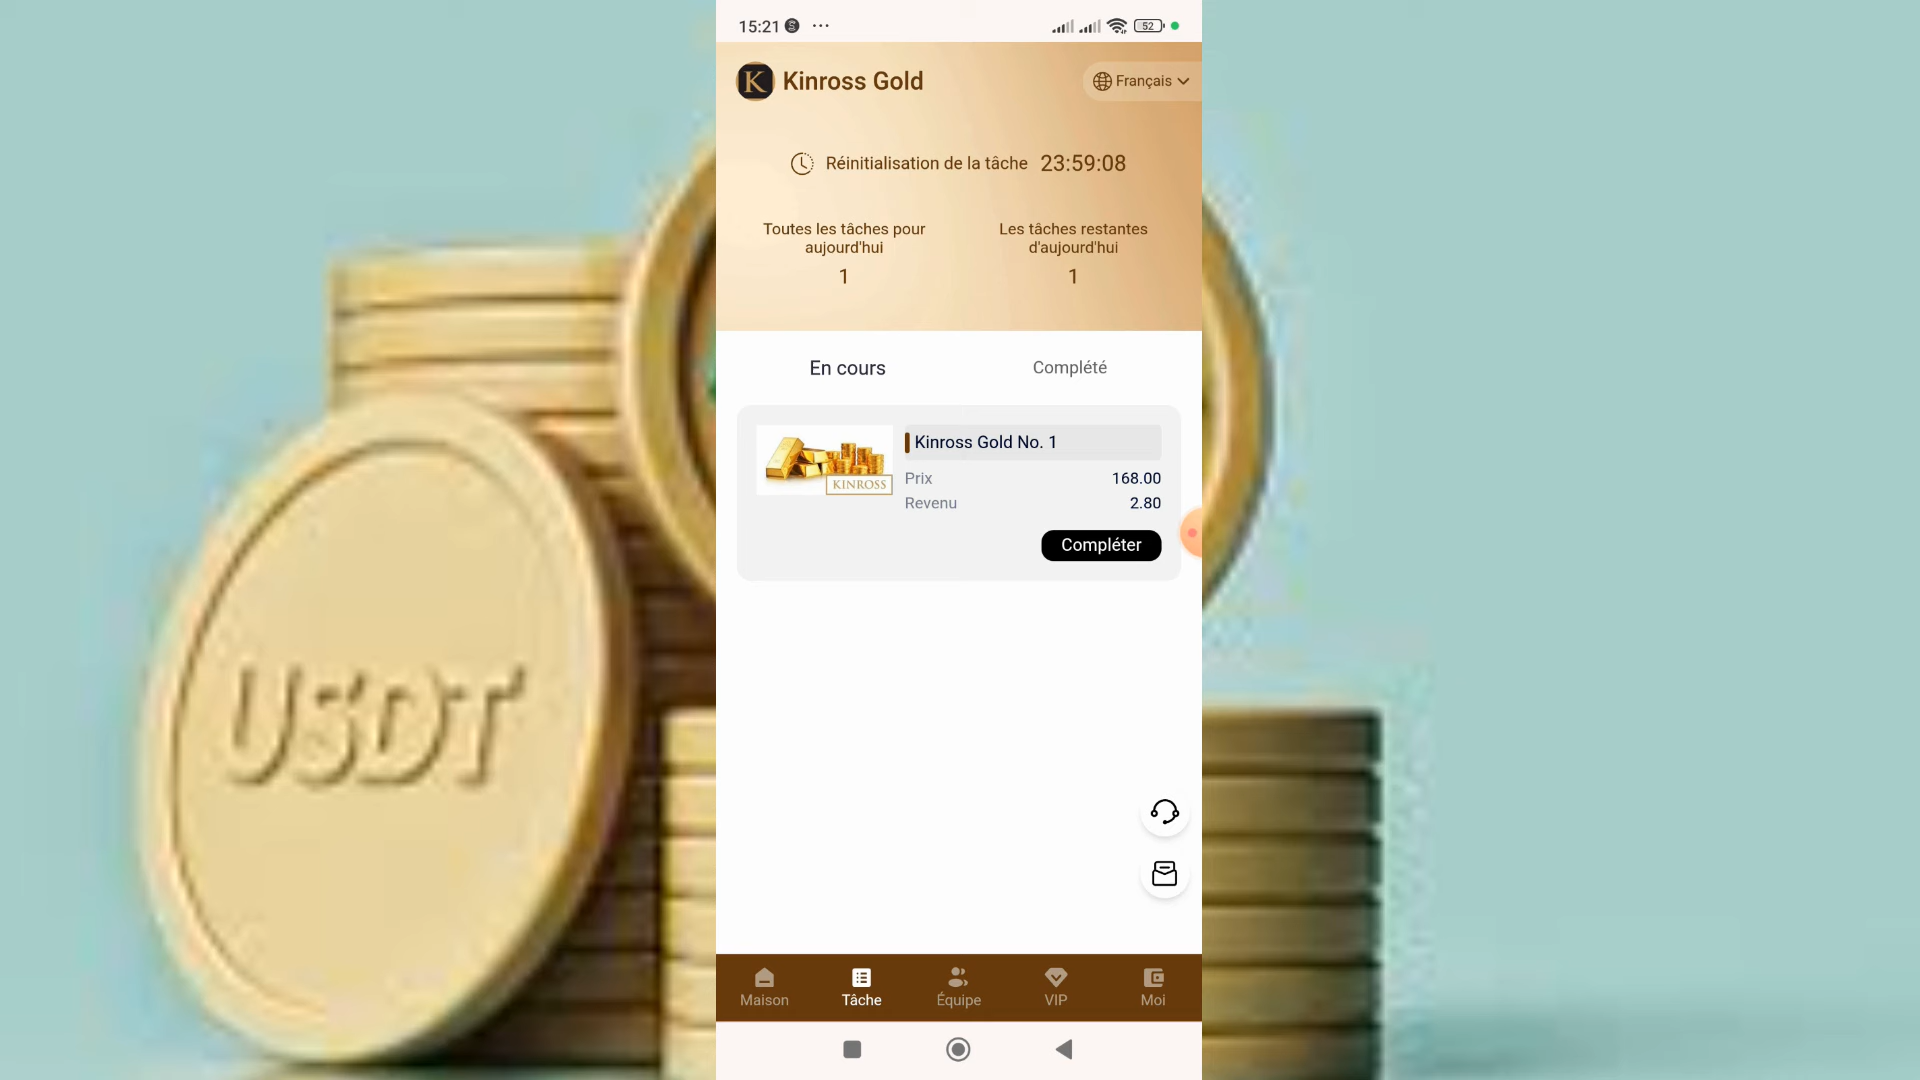 15:21
52
Kinross Gold
Français
Réinitialisation de la tâche 23:59:08
Toutes les tâches pour
aujourd'hui
1
Les tâches restantes
d'aujourd'hui
1
En cours
Complété
KINROSS
Kinross Gold No. 1
Prix 168.00
Revenu 2.80
Compléter
USDT
Maison
Tâche
Équipe
VIP
Moi